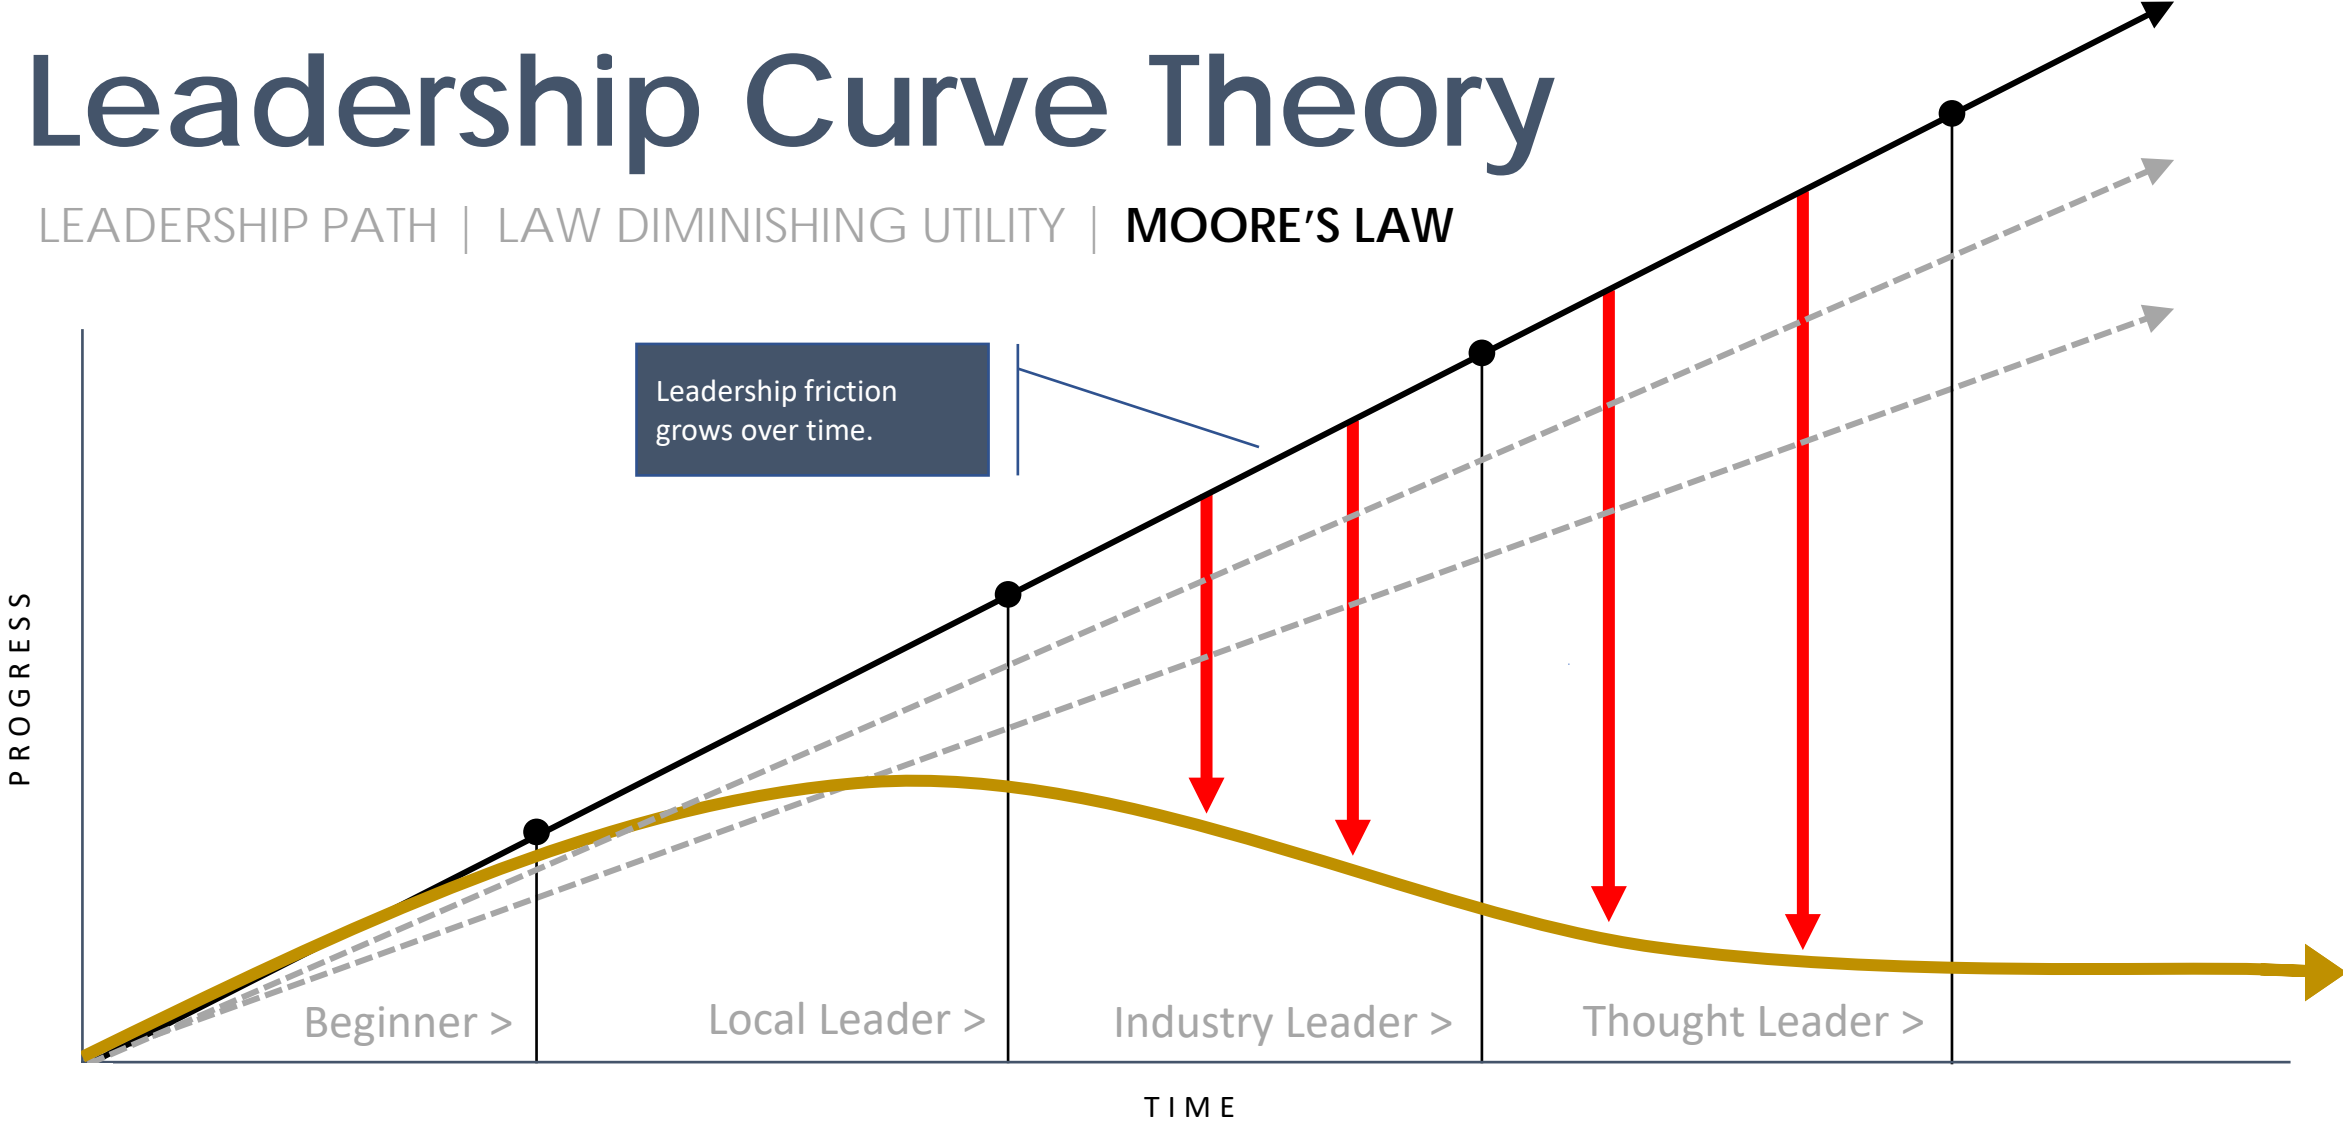 Leadership Curve Theory
LEADERSHIP PATH | LAW DIMINISHING UTILITY | MOORE'S LAW
Leadership friction
grows over time.
PROGRESS
Beginner >
Local Leader >
Industry Leader >
Thought Leader >
TIME